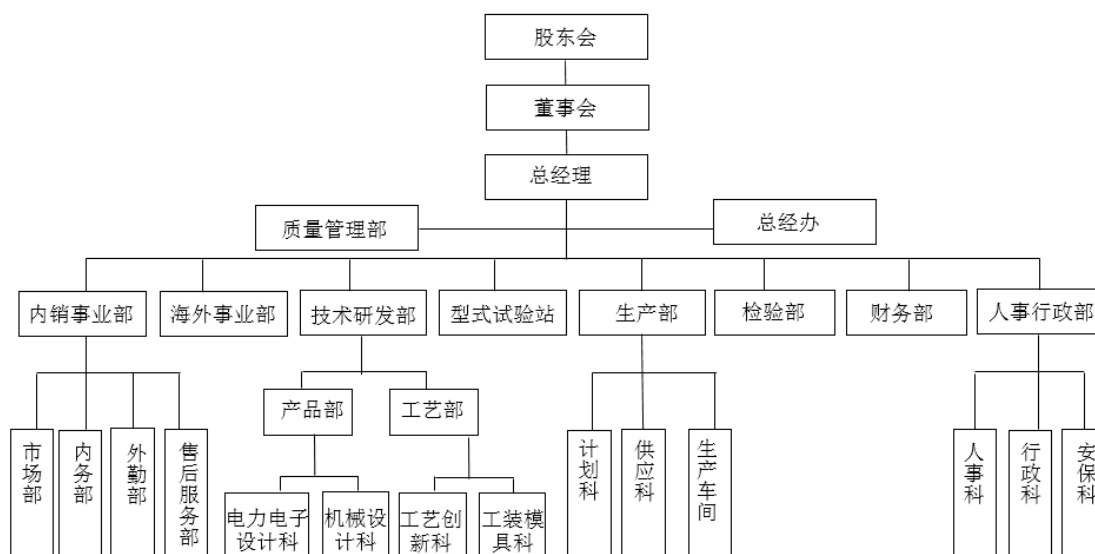 股东会
董事会
总经理
质量管理部
总经办
内销事业部
海外事业部
技术研发部
型式试验站
生产部
检验部
财务部
人事行政部
产品部
工艺部
市场部
内务部
外勤部
售后服务部
计划科
供应科
生产车间
人事科
行政科
安保科
电力电子
设计科
机械设
计科
工艺创
新科
工装模
具科